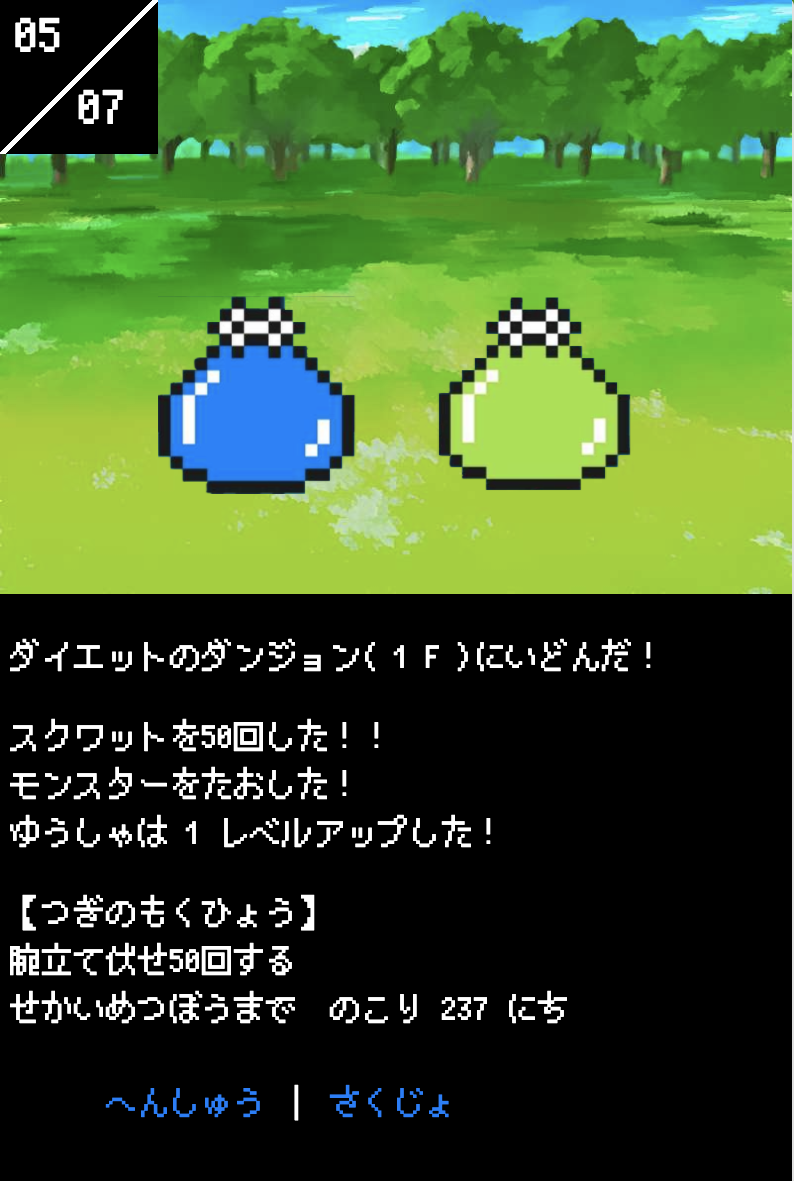 05
07
ダイエットのダンジョン( 1 F )にいどんだ！
スクワットを50回した！！
モンスターをたおした！
ゆうしゃは 1 レベルアップした！
【つぎのもくひょう】
腕立て伏せ50回する
せかいめつぼうまで　のこり 237 にち
へんしゅう | さくじょ